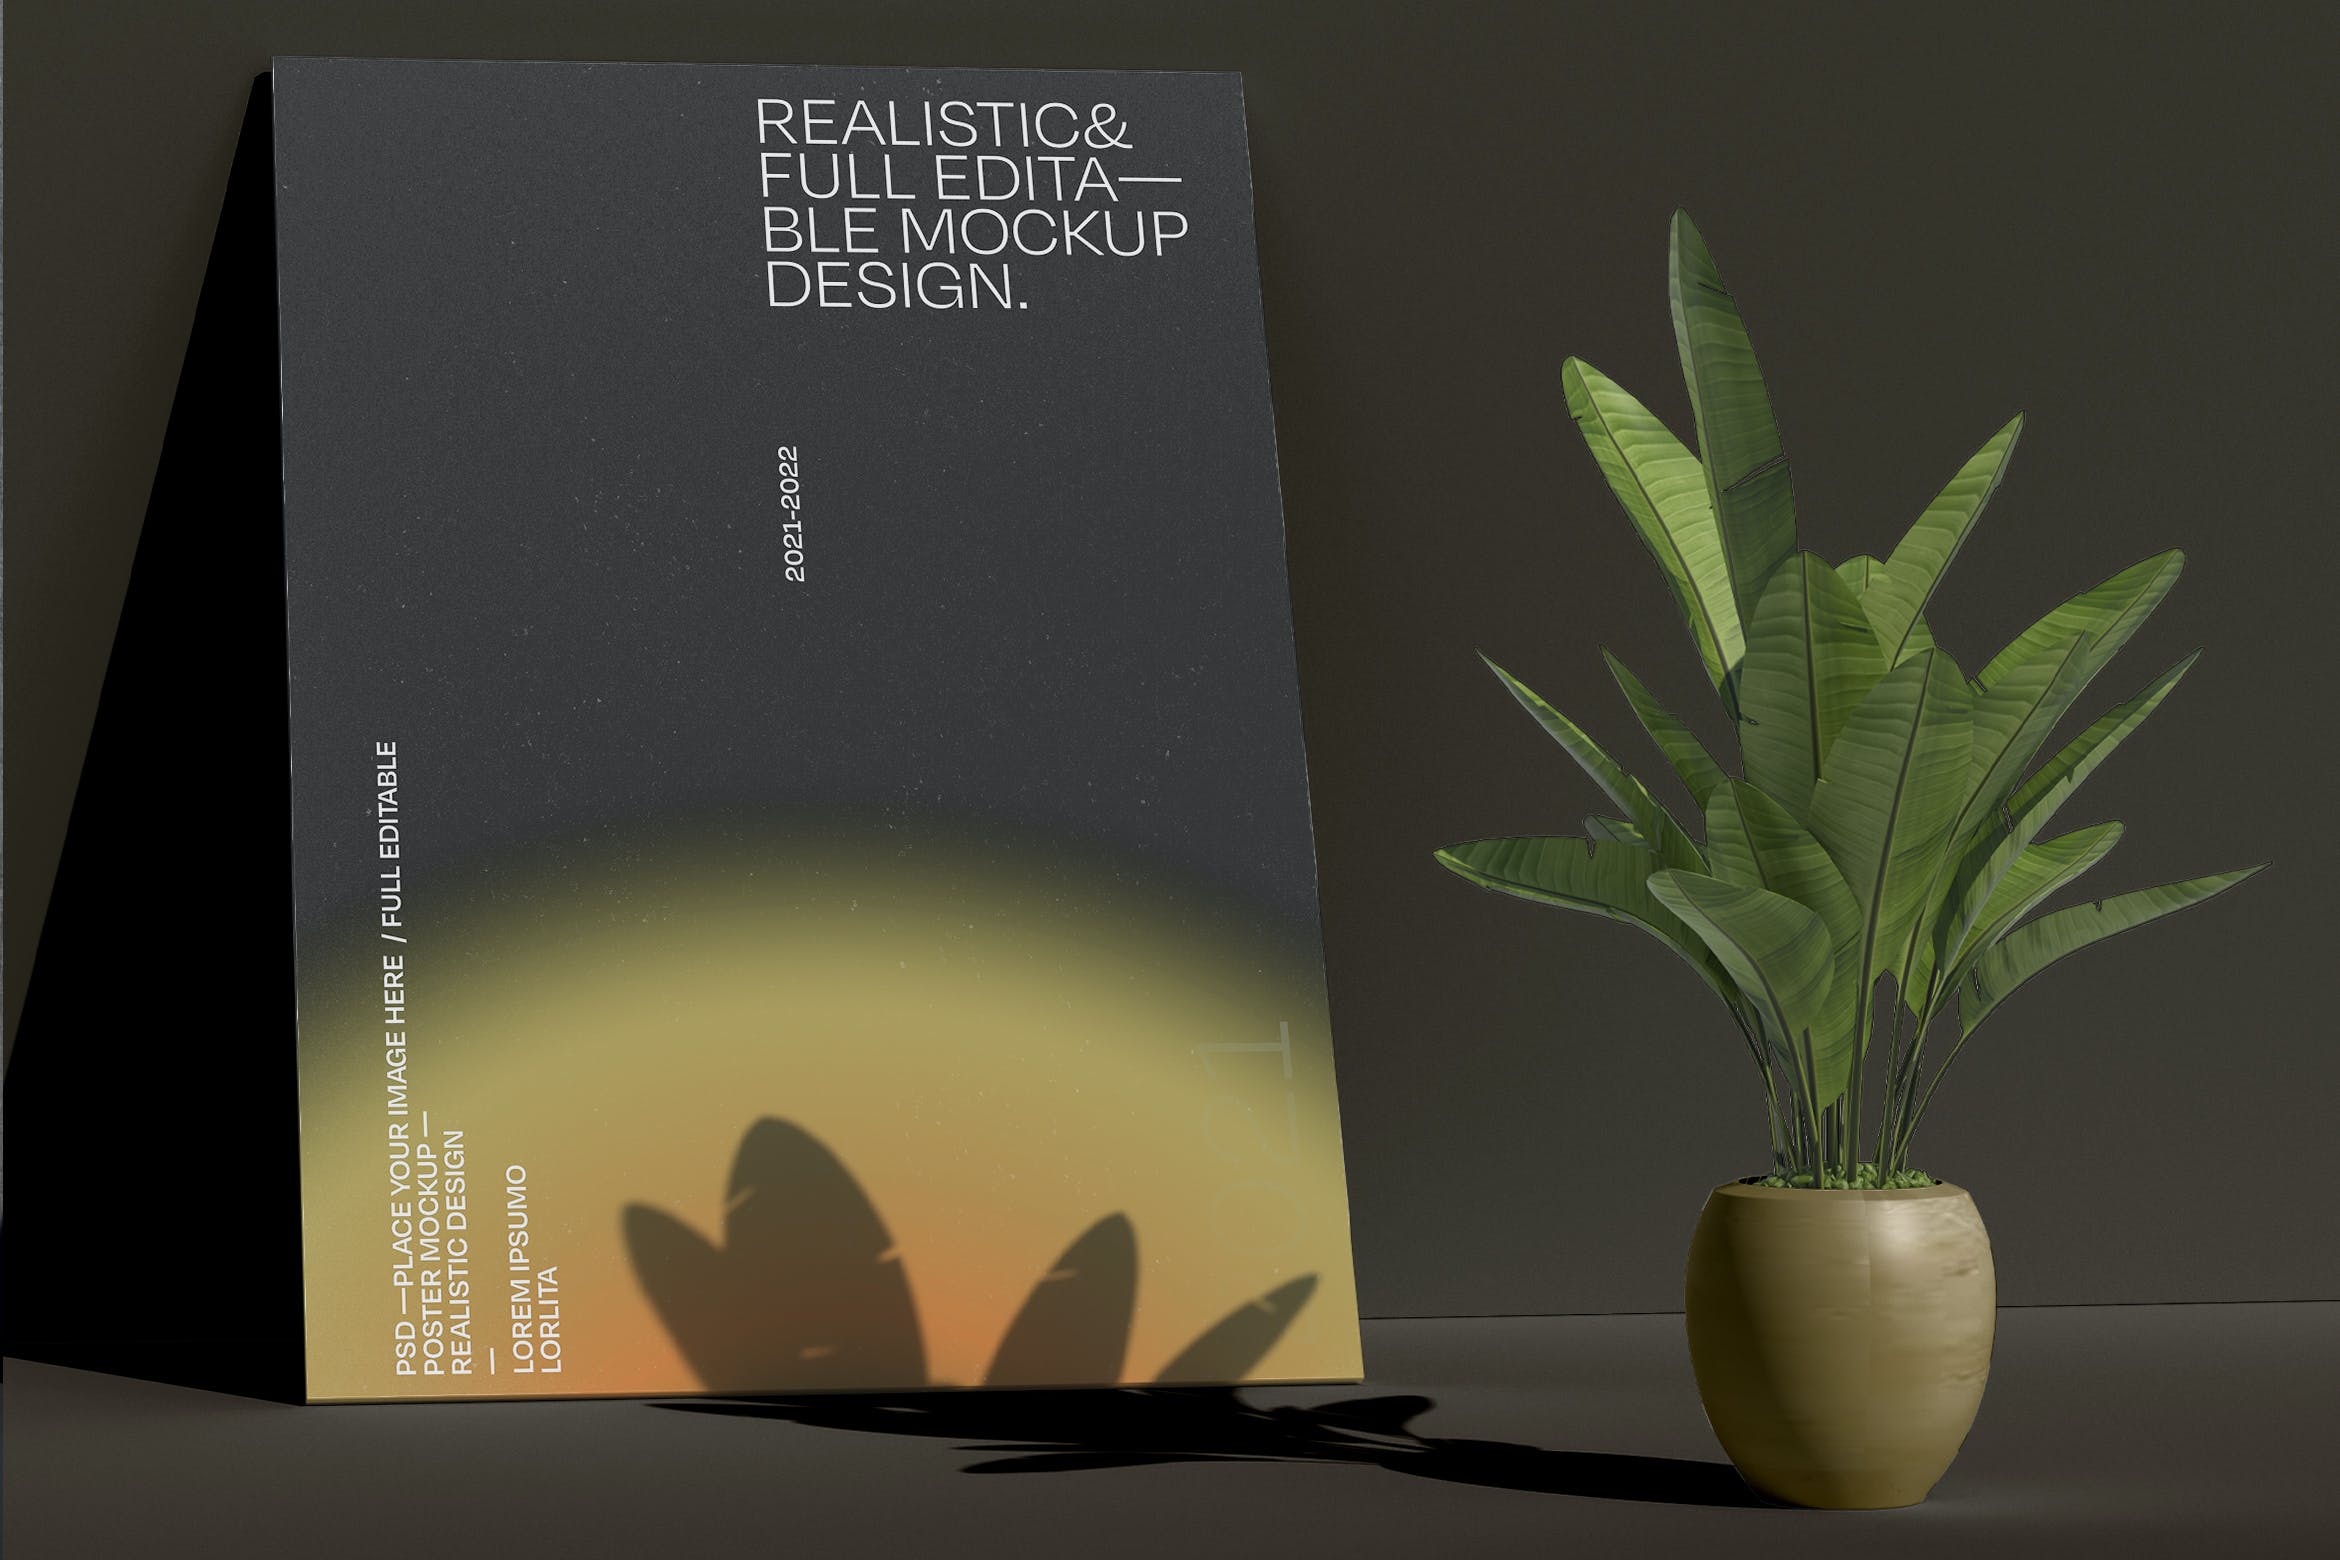 REALISTIC&
FULL EDITA—
BLE MOCKUP
DESIGN.
2021-2022
PSD —PLACE YOUR IMAGE HERE / FULL EDITABLE
POSTER MOCKUP —
REALISTIC DESIGN
—
LOREM IPSUMO
LORLITA